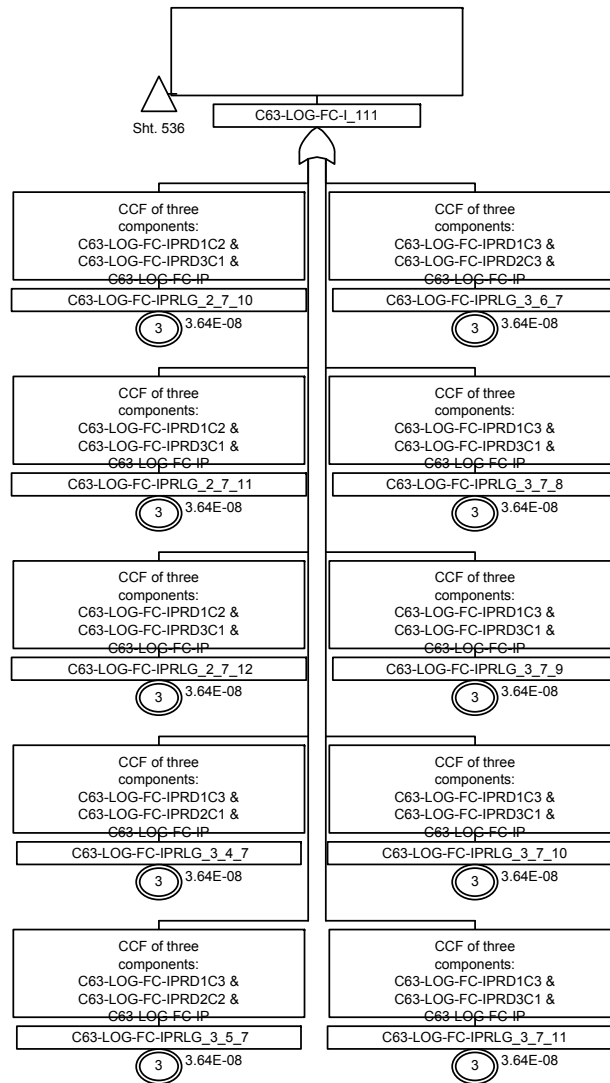 Sht. 536
C63-LOG-FC-I_111
CCF of three
components:
C63-LOG-FC-IPRD1C2 &
C63-LOG-FC-IPRD3C1 &
C63-LOG-FC-IP
C63-LOG-FC-IPRLG_2_7_10
3
3.64E-08
CCF of three
components:
C63-LOG-FC-IPRD1C3 &
C63-LOG-FC-IPRD2C3 &
C63-LOG-FC-IP
C63-LOG-FC-IPRLG_3_6_7
3
3.64E-08
CCF of three
components:
C63-LOG-FC-IPRD1C2 &
C63-LOG-FC-IPRD3C1 &
C63-LOG-FC-IP
C63-LOG-FC-IPRLG_2_7_11
3
3.64E-08
CCF of three
components:
C63-LOG-FC-IPRD1C3 &
C63-LOG-FC-IPRD3C1 &
C63-LOG-FC-IP
C63-LOG-FC-IPRLG_3_7_8
3
3.64E-08
CCF of three
components:
C63-LOG-FC-IPRD1C2 &
C63-LOG-FC-IPRD3C1 &
C63-LOG-FC-IP
C63-LOG-FC-IPRLG_2_7_12
3
3.64E-08
CCF of three
components:
C63-LOG-FC-IPRD1C3 &
C63-LOG-FC-IPRD3C1 &
C63-LOG-FC-IP
C63-LOG-FC-IPRLG_3_7_9
3
3.64E-08
CCF of three
components:
C63-LOG-FC-IPRD1C3 &
C63-LOG-FC-IPRD2C1 &
C63-LOG-FC-IP
C63-LOG-FC-IPRLG_3_4_7
3
3.64E-08
CCF of three
components:
C63-LOG-FC-IPRD1C3 &
C63-LOG-FC-IPRD3C1 &
C63-LOG-FC-IP
C63-LOG-FC-IPRLG_3_7_10
3
3.64E-08
CCF of three
components:
C63-LOG-FC-IPRD1C3 &
C63-LOG-FC-IPRD2C2 &
C63-LOG-FC-IP
C63-LOG-FC-IPRLG_3_5_7
3
3.64E-08
CCF of three
components:
C63-LOG-FC-IPRD1C3 &
C63-LOG-FC-IPRD3C1 &
C63-LOG-FC-IP
C63-LOG-FC-IPRLG_3_7_11
3
3.64E-08